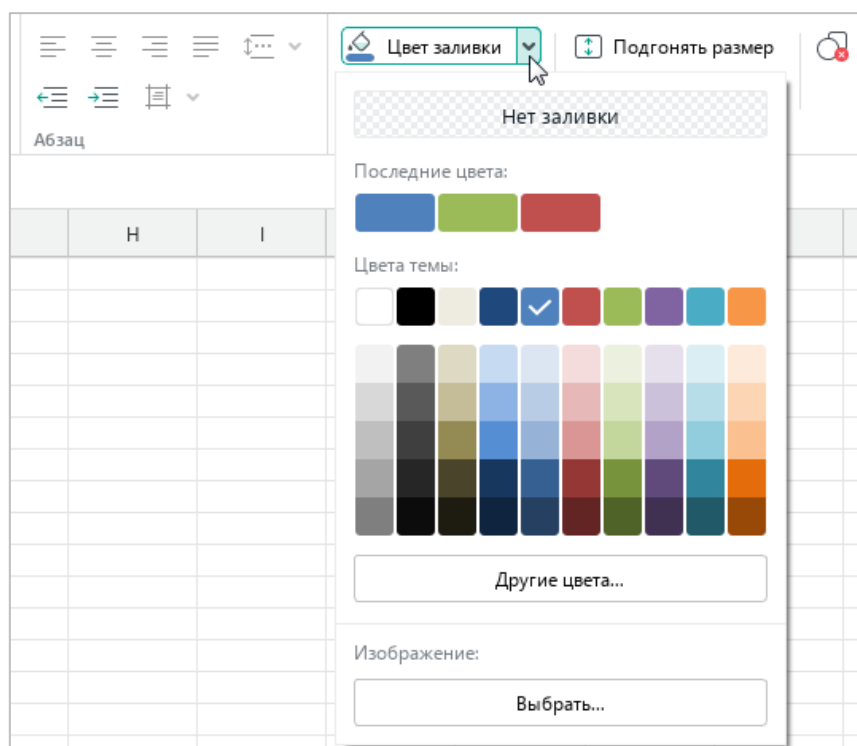 Цвет заливки
Подгонять размер
Абзац
Нет заливки
Последние цвета:
H
I
Цвета темы:
Другие цвета...
Изображение:
Выбрать...